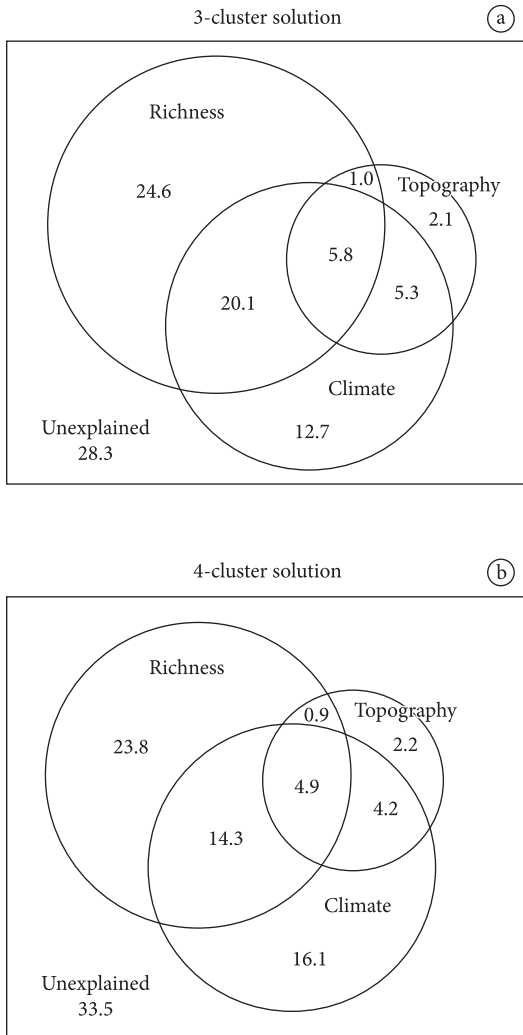 3-cluster solution
a
Richness
24.6
1.0
Topography
2.1
5.8
5.3
20.1
Climate
12.7
Unexplained
28.3
4-cluster solution
b
Richness
23.8
0.9
Topography
2.2
4.9
4.2
14.3
Climate
16.1
Unexplained
33.5